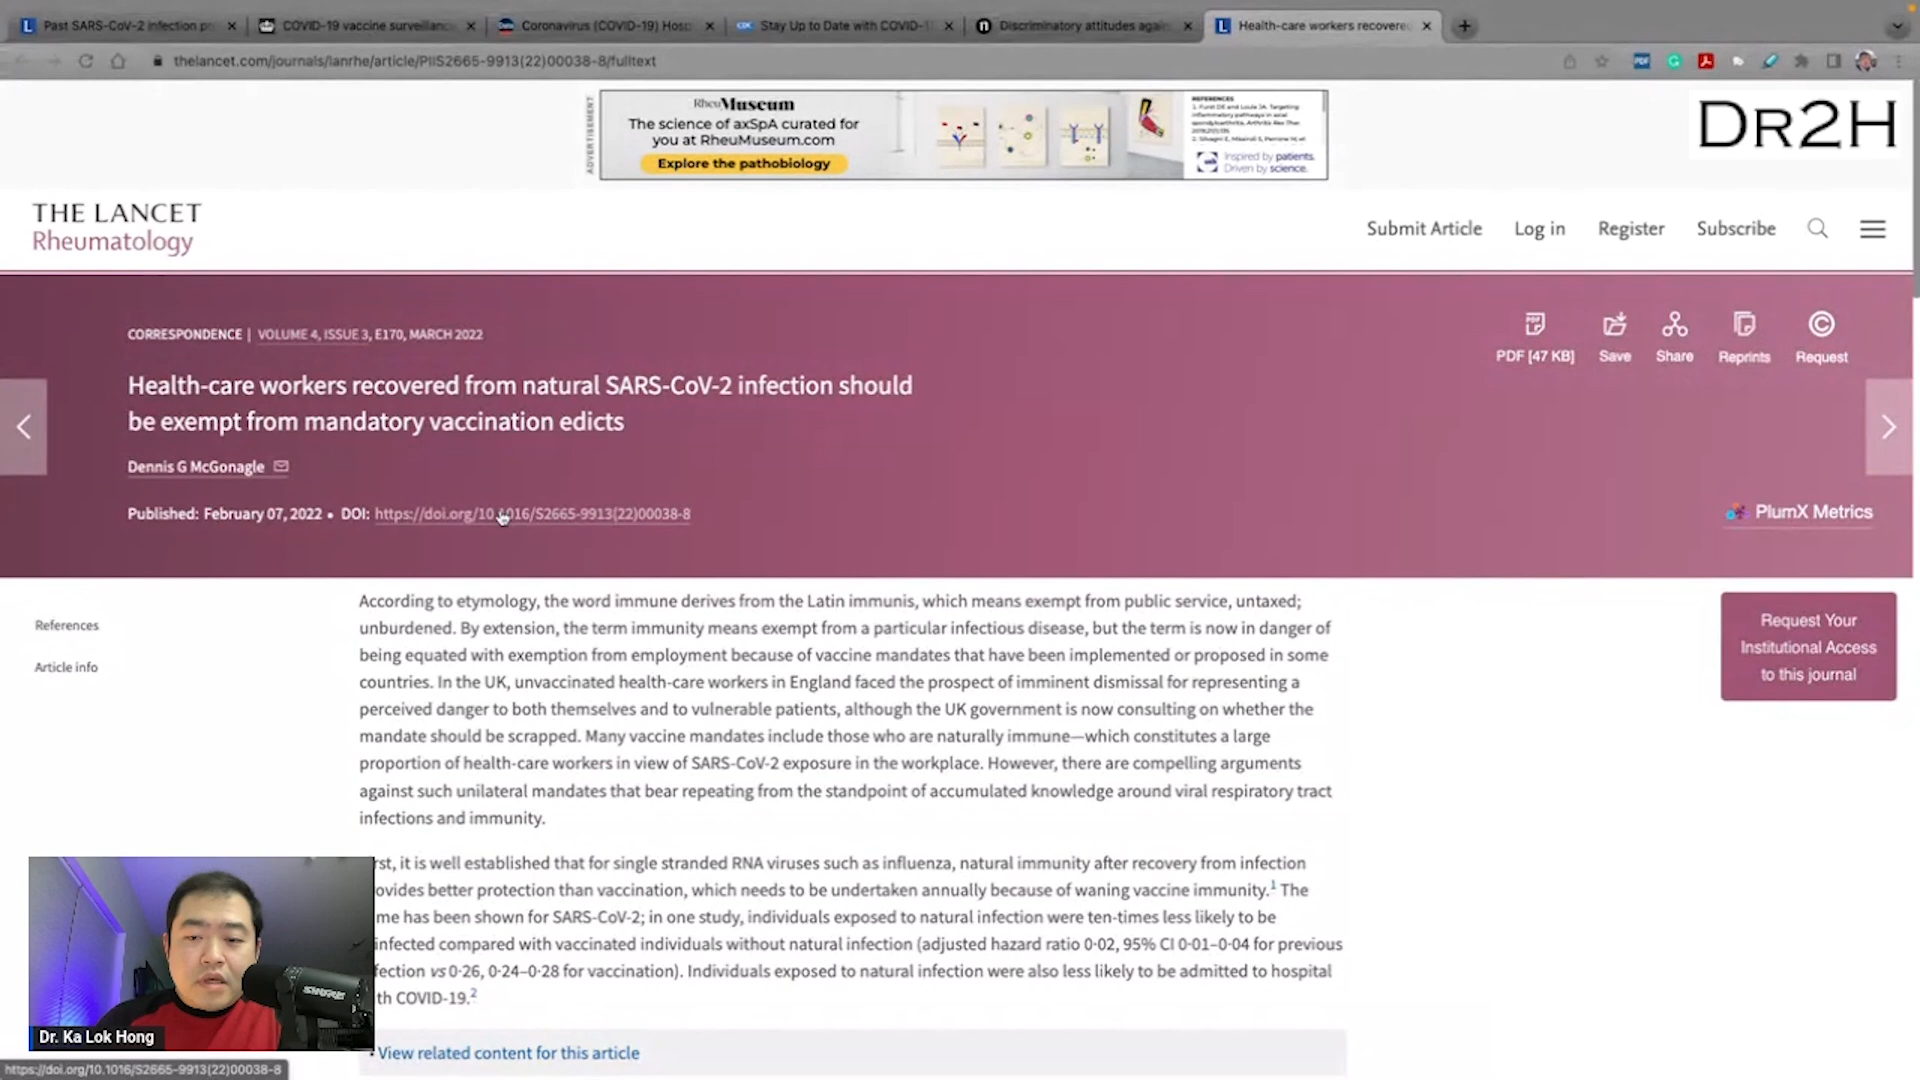 Past SARS-CoV-2 infection pr
COVID-19 vaccine surveillanc
Coronavirus (COVID-19) Hosp
Stay Up to Date with COVID-1
Discriminatory attitudes again
Health-care workers recovered
thelancet.com/journals/lanrhe/article/PIIS2665-9913(22)00038-8/fulltext
ADVERTISEMENT
RheuMuseum
The science of axSpA curated for
you at RheuMuseum.com
Explore the pathobiology
REFERENCES
Inspired by patients.
Driven by science.
DR2H
THE LANCET
Rheumatology
Submit Article
Log in
Register
Subscribe
CORRESPONDENCE | VOLUME 4, ISSUE 3, E170, MARCH 2022
PDF [47 KB]
Save
Share
Reprints
Request
Health-care workers recovered from natural SARS-CoV-2 infection should
be exempt from mandatory vaccination edicts
Dennis G McGonagle
Published: February 07, 2022 • DOI: https://doi.org/10.1016/S2665-9913(22)00038-8
PlumX Metrics
References
Article info
According to etymology, the word immune derives from the Latin immunis, which means exempt from public service, untaxed;
unburdened. By extension, the term immunity means exempt from a particular infectious disease, but the term is now in danger of
being equated with exemption from employment because of vaccine mandates that have been implemented or proposed in some
countries. In the UK, unvaccinated health-care workers in England faced the prospect of imminent dismissal for representing a
perceived danger to both themselves and to vulnerable patients, although the UK government is now consulting on whether the
mandate should be scrapped. Many vaccine mandates include those who are naturally immune—which constitutes a large
proportion of health-care workers in view of SARS-CoV-2 exposure in the workplace. However, there are compelling arguments
against such unilateral mandates that bear repeating from the standpoint of accumulated knowledge around viral respiratory tract
infections and immunity.
Request Your
Institutional Access
to this journal
rst, it is well established that for single stranded RNA viruses such as influenza, natural immunity after recovery from infection
ovides better protection than vaccination, which needs to be undertaken annually because of waning vaccine immunity.1 The
me has been shown for SARS-CoV-2; in one study, individuals exposed to natural infection were ten-times less likely to be
infected compared with vaccinated individuals without natural infection (adjusted hazard ratio 0·02, 95% CI 0·01–0·04 for previous
fection vs 0·26, 0·24–0·28 for vaccination). Individuals exposed to natural infection were also less likely to be admitted to hospital
th COVID-19.2
View related content for this article
SHURE
Dr. Ka Lok Hong
https://doi.org/10.1016/S2665-9913(22)00038-8